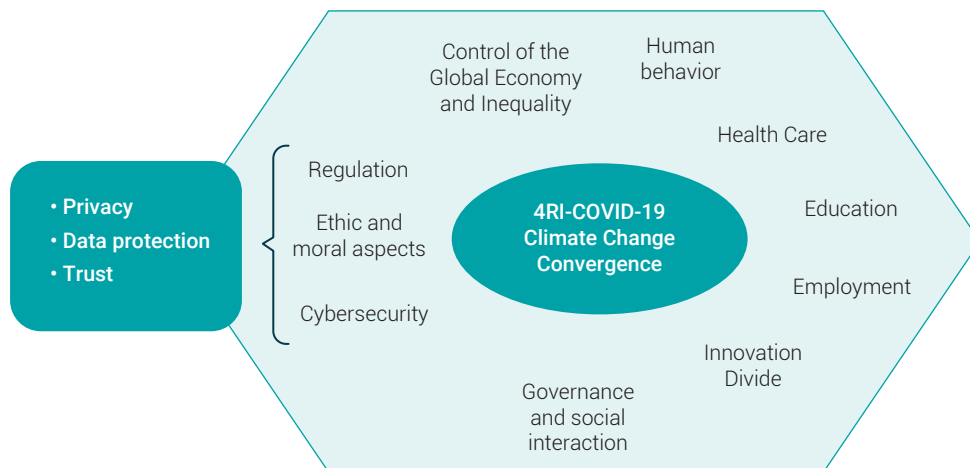 Control of the
Global Economy
and Inequality
Human
behavior
Health Care
Education
Employment
Innovation
Divide
Governance
and social
interaction
Regulation
Ethic and
moral aspects
Cybersecurity
• Privacy
• Data protection
• Trust
4RI-COVID-19
Climate Change
Convergence